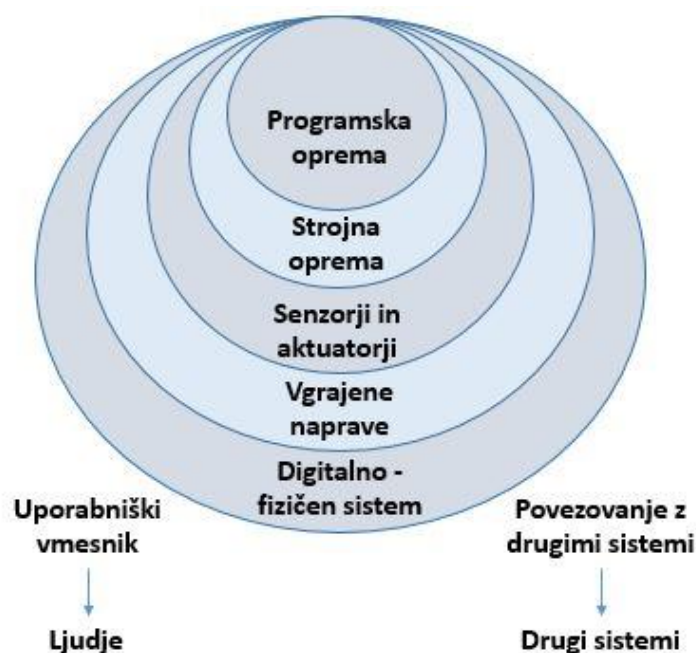 Programska
oprema
Strojna
oprema
Senzorji in
aktuatorji
Vgrajene
naprave
Digitalno -
fizičen sistem
Uporabniški
vmesnik
Ljudje
Povezovanje z
drugimi sistemi
Drugi sistemi